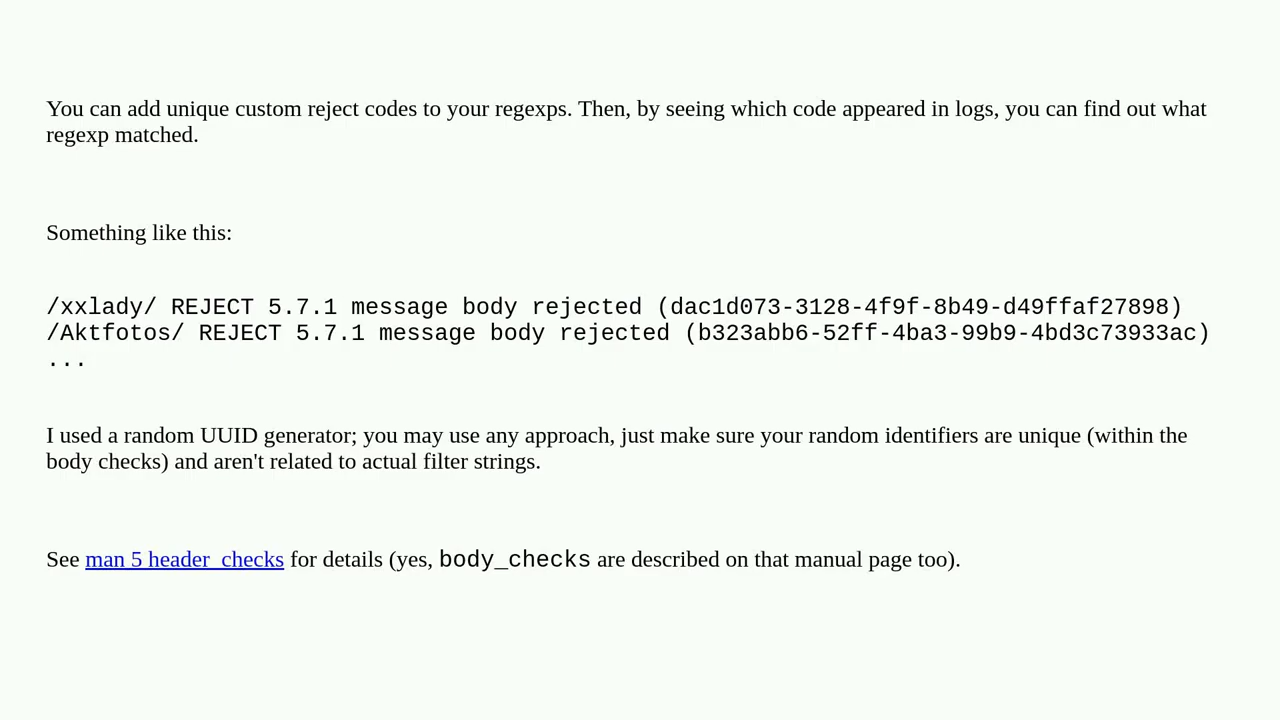 You can add unique custom reject codes to your regexps. Then, by seeing which code appeared in logs, you can find out what
regexp matched.
Something like this:
/xxlady/ REJECT 5.7.1 message body rejected (dac1d073-3128-4f9f-8b49-d49ffaf27898)
/Aktfotos/ REJECT 5.7.1 message body rejected (b323abb6-52ff-4ba3-99b9-4bd3c73933ac)
...
I used a random UUID generator; you may use any approach, just make sure your random identifiers are unique (within the
body checks) and aren't related to actual filter strings.
See man 5 header_checks for details (yes, body_checks are described on that manual page too).